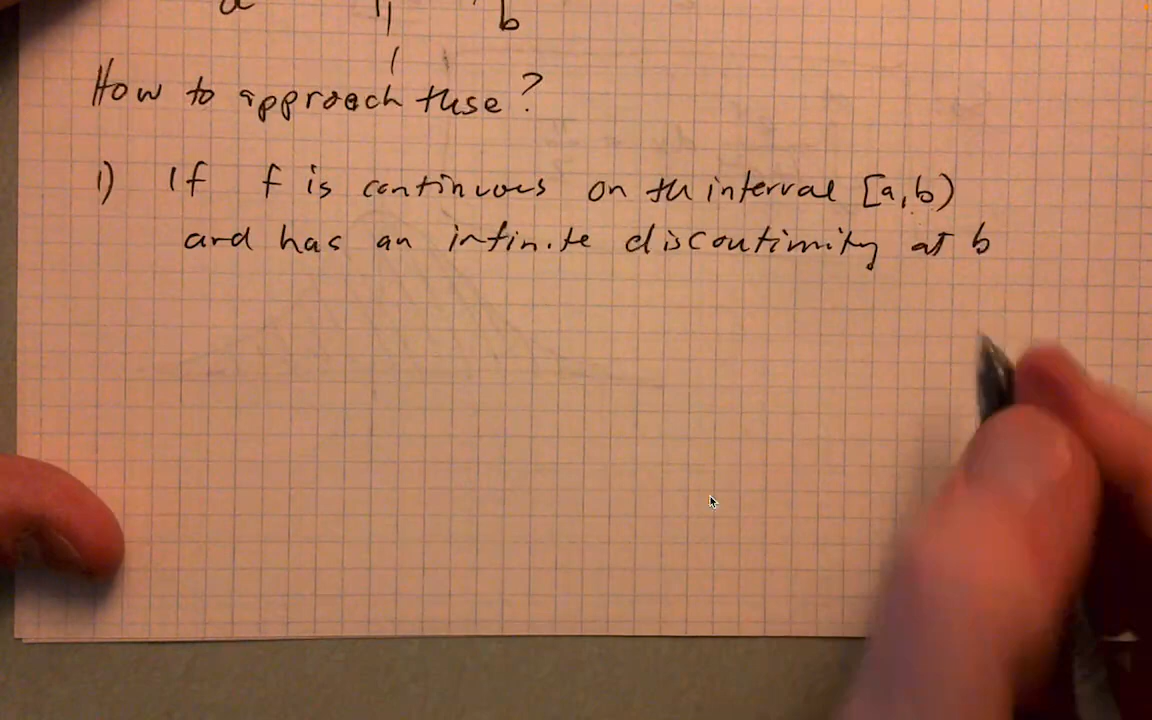 a b
How to approach these?
1) If f is continuous on the interval [a,b)
and has an infinite discontinuity at b